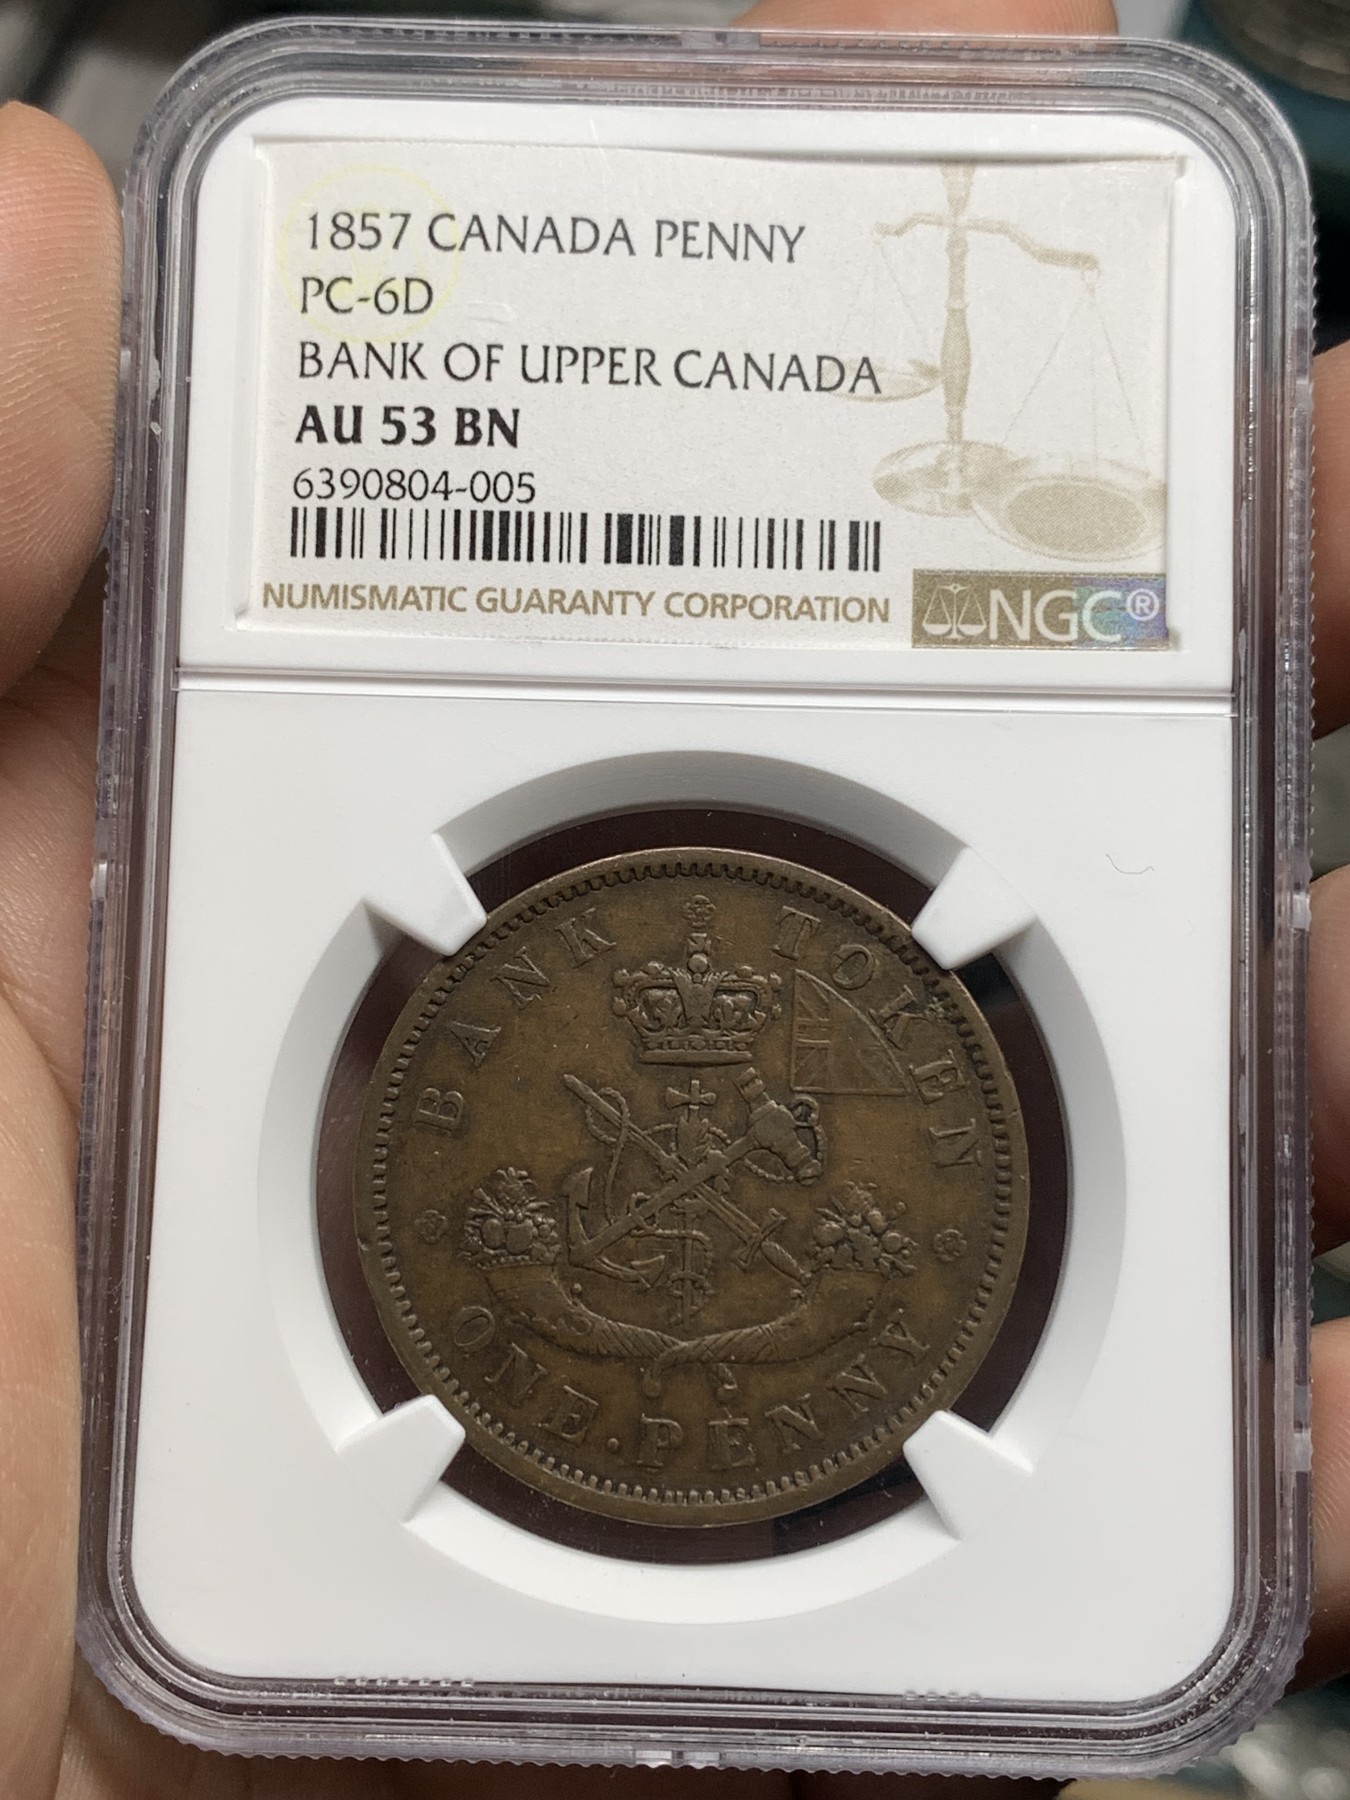 1857 CANADA PENNY
PC-6D
BANK OF UPPER CANADA
AU 53 BN
6390804-005
NUMISMATIC GUARANTY CORPORATION
NGC®
BANK TOKEN
ONE · PENNY